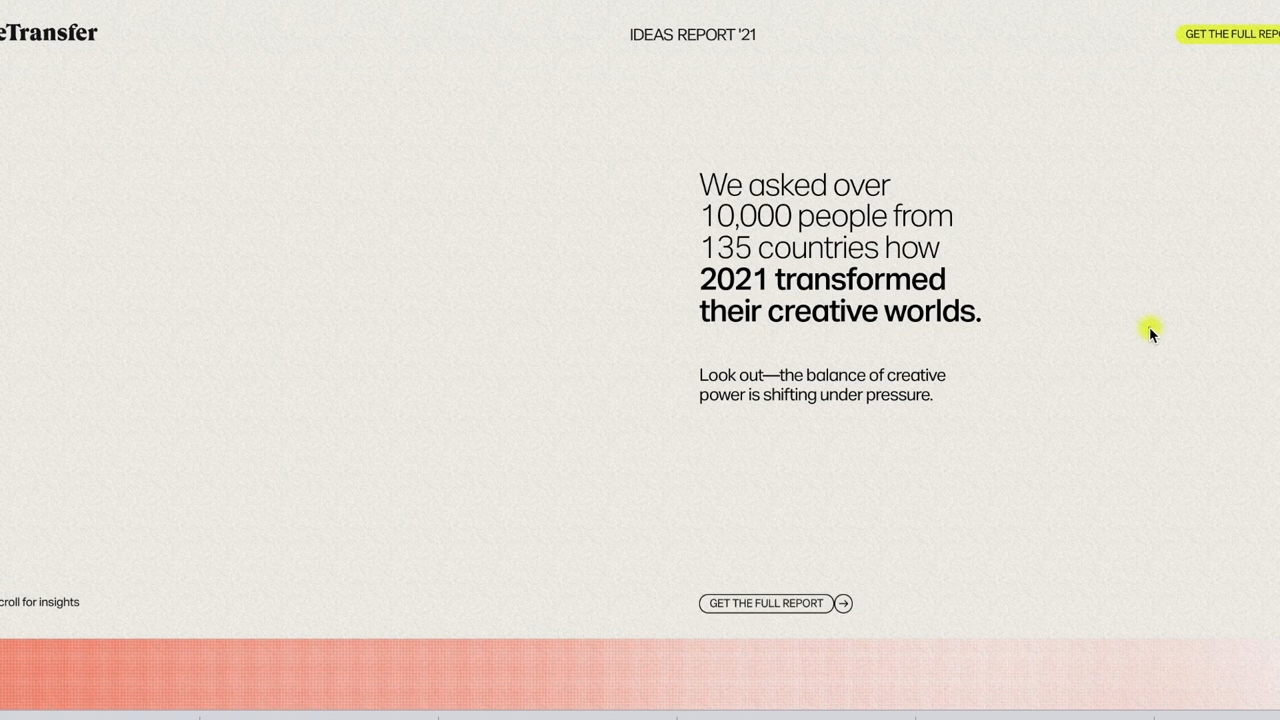 eTransfer
IDEAS REPORT '21
GET THE FULL REPO
We asked over
10,000 people from
135 countries how
2021 transformed
their creative worlds.
Look out—the balance of creative
power is shifting under pressure.
croll for insights
GET THE FULL REPORT